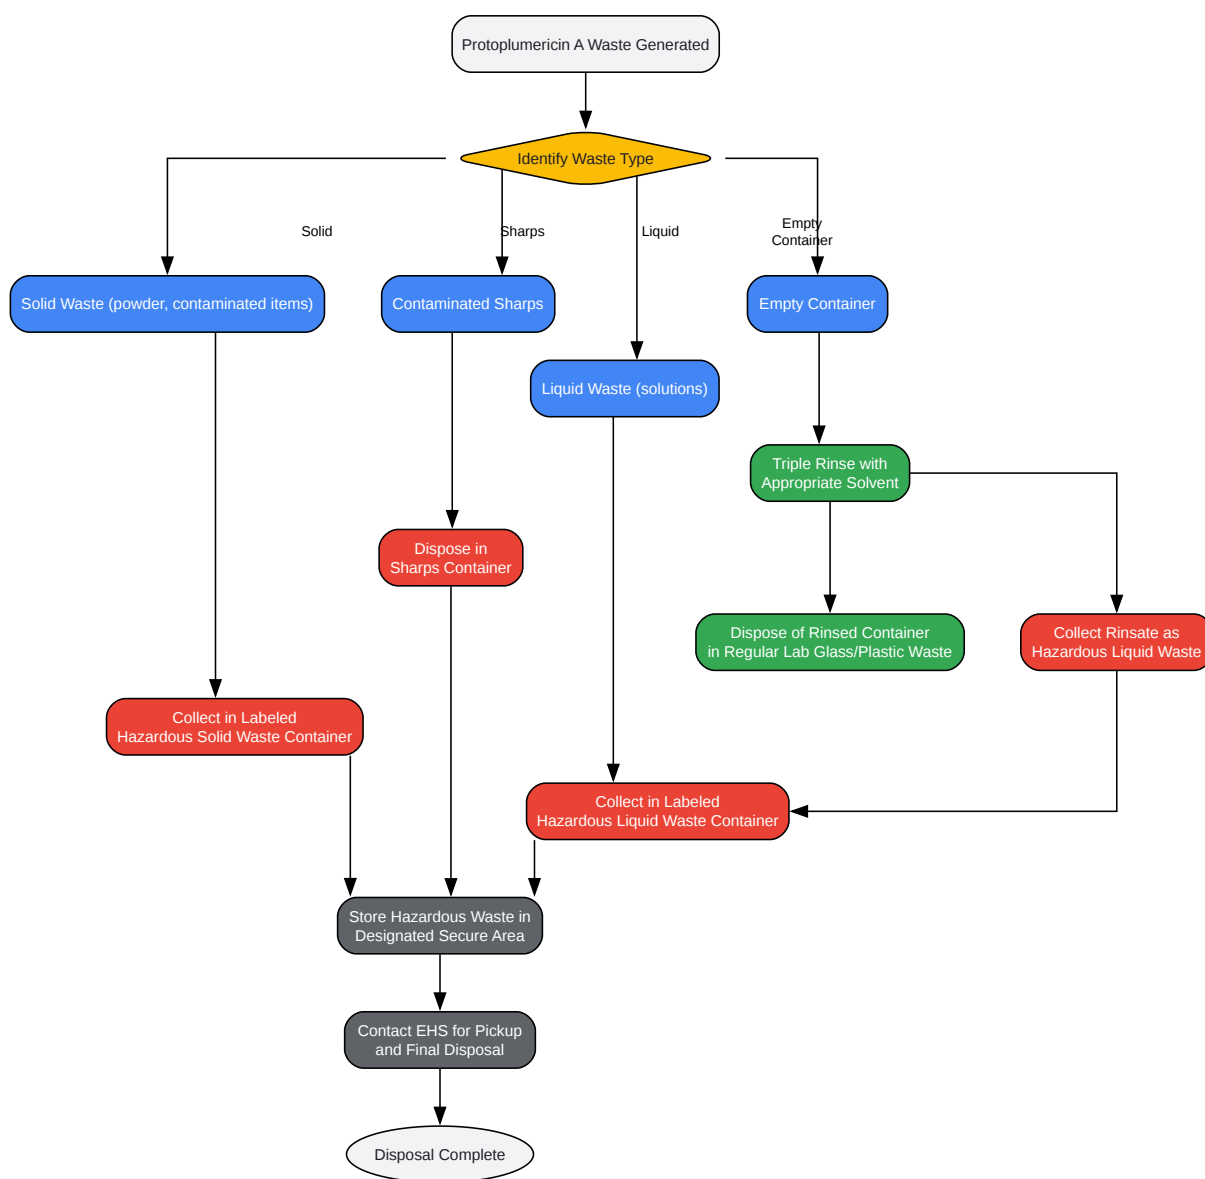 Protoplumericin A Waste Generated
Identify Waste Type
Solid
Sharps
Liquid
Empty
Container
Solid Waste (powder, contaminated items)
Contaminated Sharps
Empty Container
Liquid Waste (solutions)
Triple Rinse with
Appropriate Solvent
Dispose in
Sharps Container
Dispose of Rinsed Container
in Regular Lab Glass/Plastic Waste
Collect Rinsate as
Hazardous Liquid Waste
Collect in Labeled
Hazardous Solid Waste Container
Collect in Labeled
Hazardous Liquid Waste Container
Store Hazardous Waste in
Designated Secure Area
Contact EHS for Pickup
and Final Disposal
Disposal Complete